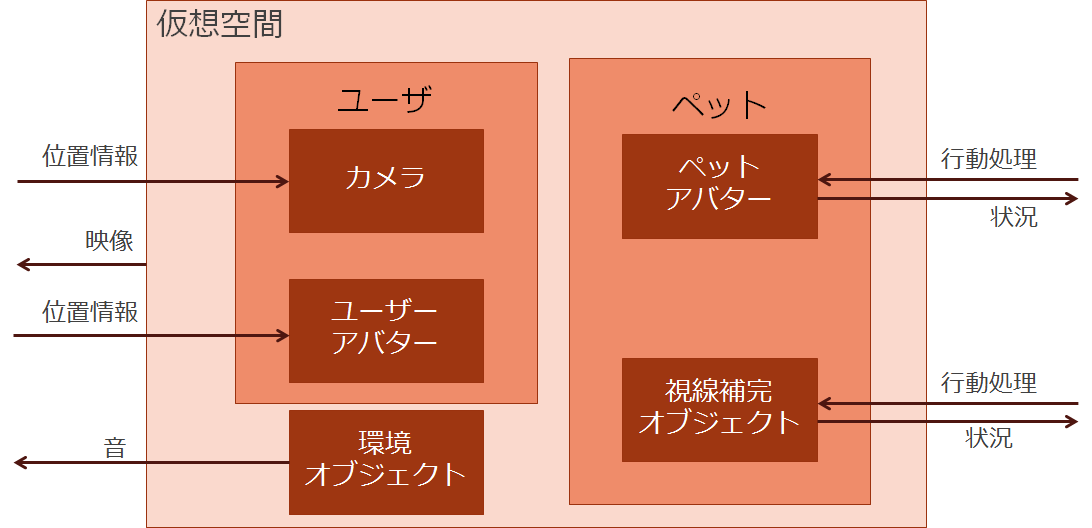 仮想空間
ユーザ
ペット
位置情報
カメラ
ペット
アバター
行動処理
状況
映像
位置情報
ユーザー
アバター
視線補完
オブジェクト
行動処理
状況
音
環境
オブジェクト